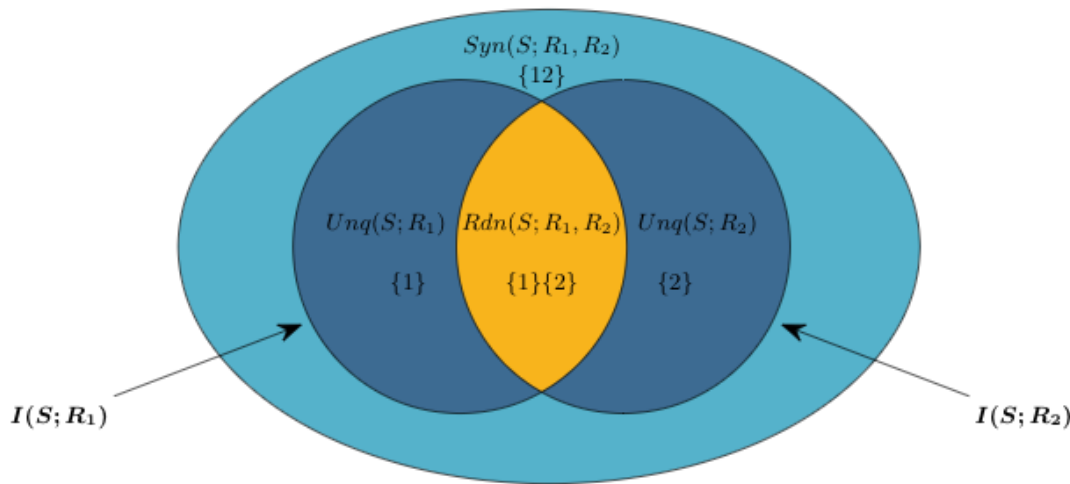 Syn(S; R₁, R₂)
{12}
Unq(S; R₁) Rdn(S; R₁, R₂) Unq(S; R₂)
{1} {1}{2} {2}
I(S; R₁) I(S; R₂)